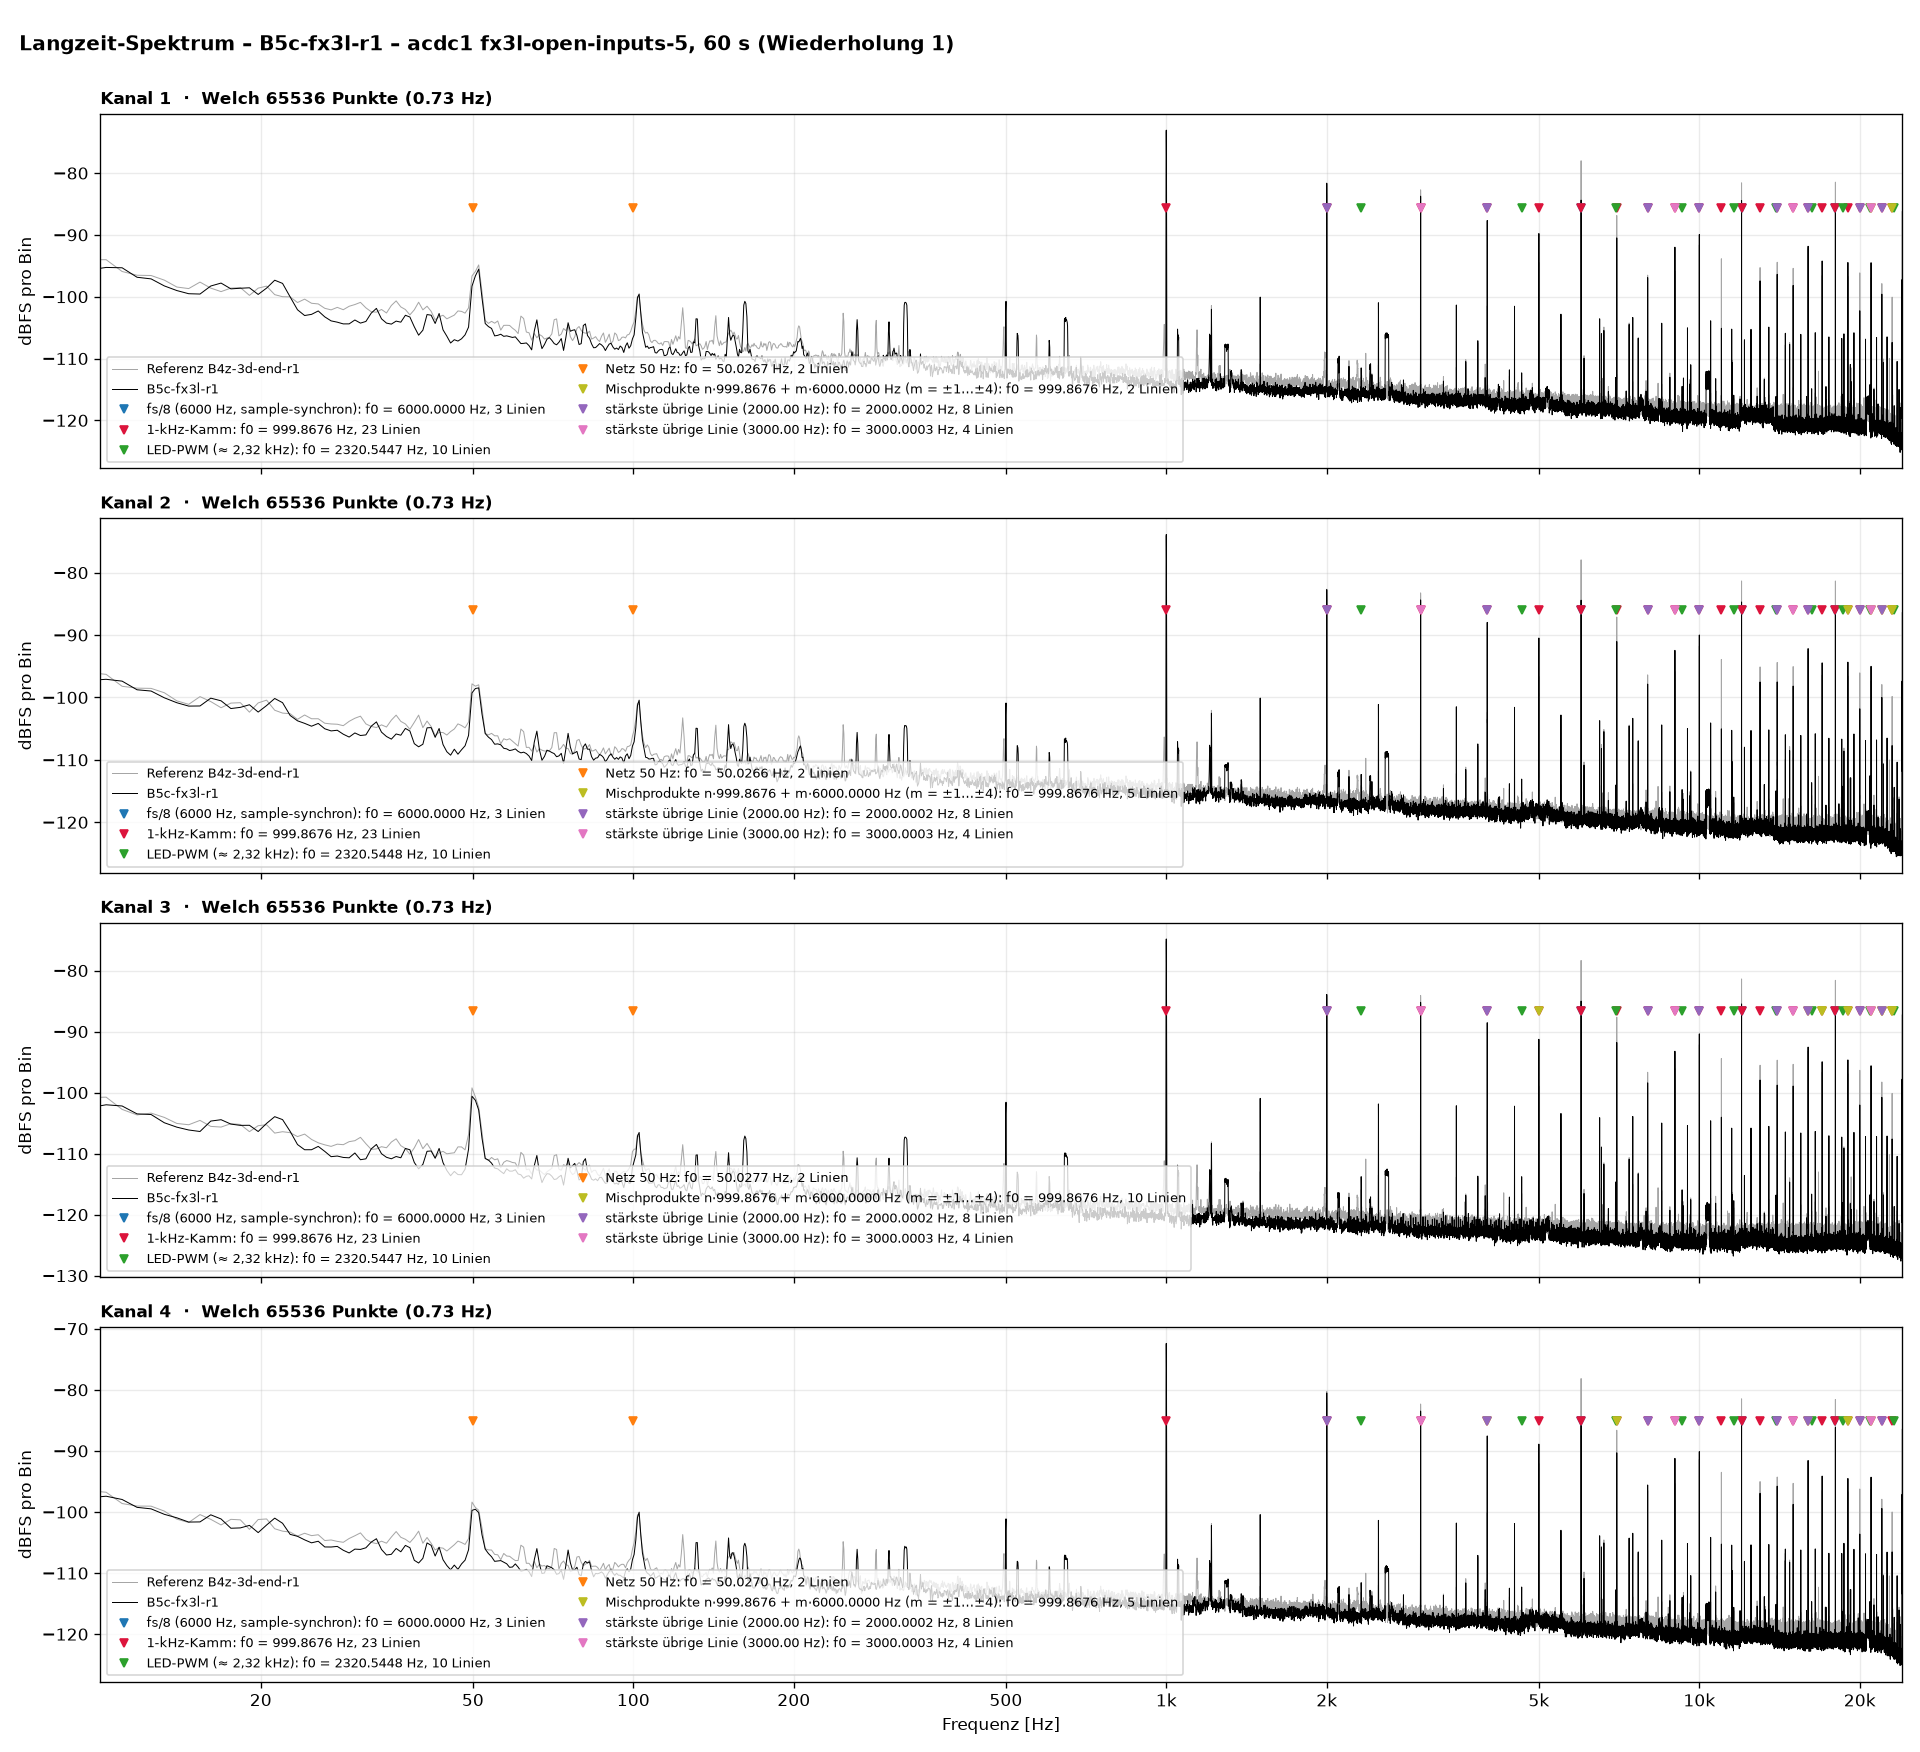 Langzeit-Spektrum – B5c-fx3l-r1 – acdc1 fx3l-open-inputs-5, 60 s (Wiederholung 1)
Kanal 1 · Welch 65536 Punkte (0.73 Hz)
dBFS pro Bin
−80
−90
−100
−110
−120
Referenz B4z-3d-end-r1
B5c-fx3l-r1
fs/8 (6000 Hz, sample-synchron): f0 = 6000.0000 Hz, 3 Linien
1-kHz-Kamm: f0 = 999.8676 Hz, 23 Linien
LED-PWM (≈ 2,32 kHz): f0 = 2320.5447 Hz, 10 Linien
Netz 50 Hz: f0 = 50.0267 Hz, 2 Linien
Mischprodukte n·999.8676 + m·6000.0000 Hz (m = ±1…±4): f0 = 999.8676 Hz, 2 Linien
stärkste übrige Linie (2000.00 Hz): f0 = 2000.0002 Hz, 8 Linien
stärkste übrige Linie (3000.00 Hz): f0 = 3000.0003 Hz, 4 Linien
Kanal 2 · Welch 65536 Punkte (0.73 Hz)
dBFS pro Bin
−80
−90
−100
−110
−120
Referenz B4z-3d-end-r1
B5c-fx3l-r1
fs/8 (6000 Hz, sample-synchron): f0 = 6000.0000 Hz, 3 Linien
1-kHz-Kamm: f0 = 999.8676 Hz, 23 Linien
LED-PWM (≈ 2,32 kHz): f0 = 2320.5448 Hz, 10 Linien
Netz 50 Hz: f0 = 50.0266 Hz, 2 Linien
Mischprodukte n·999.8676 + m·6000.0000 Hz (m = ±1…±4): f0 = 999.8676 Hz, 5 Linien
stärkste übrige Linie (2000.00 Hz): f0 = 2000.0002 Hz, 8 Linien
stärkste übrige Linie (3000.00 Hz): f0 = 3000.0003 Hz, 4 Linien
Kanal 3 · Welch 65536 Punkte (0.73 Hz)
dBFS pro Bin
−80
−90
−100
−110
−120
−130
Referenz B4z-3d-end-r1
B5c-fx3l-r1
fs/8 (6000 Hz, sample-synchron): f0 = 6000.0000 Hz, 3 Linien
1-kHz-Kamm: f0 = 999.8676 Hz, 23 Linien
LED-PWM (≈ 2,32 kHz): f0 = 2320.5447 Hz, 10 Linien
Netz 50 Hz: f0 = 50.0277 Hz, 2 Linien
Mischprodukte n·999.8676 + m·6000.0000 Hz (m = ±1…±4): f0 = 999.8676 Hz, 10 Linien
stärkste übrige Linie (2000.00 Hz): f0 = 2000.0002 Hz, 8 Linien
stärkste übrige Linie (3000.00 Hz): f0 = 3000.0003 Hz, 4 Linien
Kanal 4 · Welch 65536 Punkte (0.73 Hz)
dBFS pro Bin
−70
−80
−90
−100
−110
−120
Referenz B4z-3d-end-r1
B5c-fx3l-r1
fs/8 (6000 Hz, sample-synchron): f0 = 6000.0000 Hz, 3 Linien
1-kHz-Kamm: f0 = 999.8676 Hz, 23 Linien
LED-PWM (≈ 2,32 kHz): f0 = 2320.5448 Hz, 10 Linien
Netz 50 Hz: f0 = 50.0270 Hz, 2 Linien
Mischprodukte n·999.8676 + m·6000.0000 Hz (m = ±1…±4): f0 = 999.8676 Hz, 5 Linien
stärkste übrige Linie (2000.00 Hz): f0 = 2000.0002 Hz, 8 Linien
stärkste übrige Linie (3000.00 Hz): f0 = 3000.0003 Hz, 4 Linien
20 50 100 200 500 1k 2k 5k 10k 20k
Frequenz [Hz]